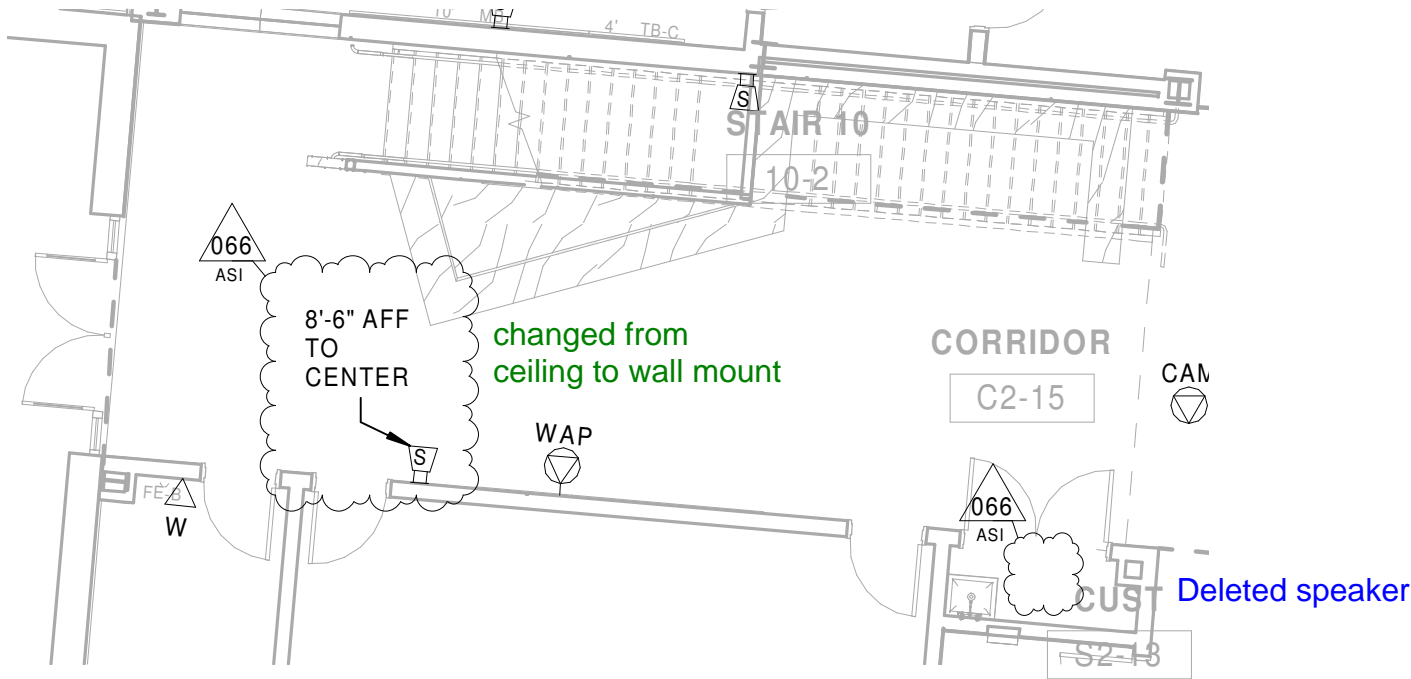 10' MB
4' TB-C
S
STAIR 10
10-2
066
ASI
8'-6" AFF
TO
CENTER
changed from
ceiling to wall mount
CORRIDOR
C2-15
CAM
WAP
S
FE-B
W
066
ASI
CUST
Deleted speaker
S2-13